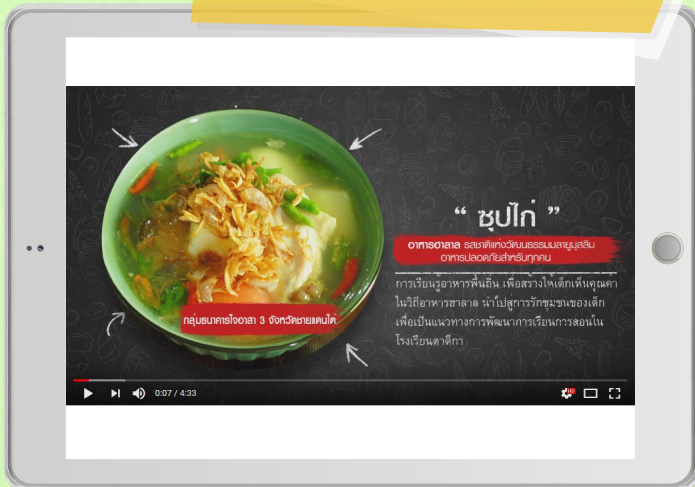 “ ซุปไก่ ”
อาหารฮาลาล รสชาติแห่งวัฒนธรรมมลายูมุสลิม
อาหารปลอดภัยสำหรับทุกคน
การเรียนรู้อาหารพื้นถิ่น เพื่อสร้างให้เด็กเห็นคุณค่า
ในวิถีอาหารฮาลาล นำไปสู่การรักชุมชนของเด็ก
เพื่อเป็นแนวทางการพัฒนาการเรียนการสอนใน
โรงเรียนตาดีกา
กลุ่มธนาคารใจอาสา 3 จังหวัดชายแดนใต้
0:07 / 4:33
HD